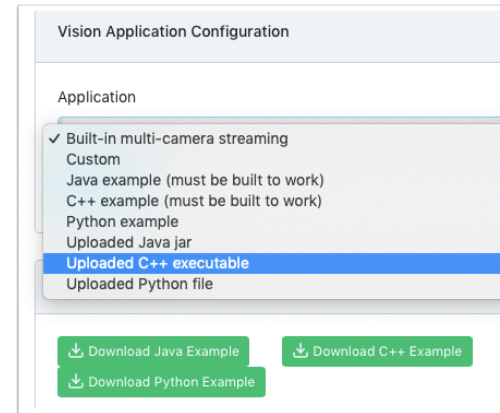 Vision Application Configuration
Application
✓ Built-in multi-camera streaming
Custom
Java example (must be built to work)
C++ example (must be built to work)
Python example
Uploaded Java jar
Uploaded C++ executable
Uploaded Python file
Download Java Example
Download C++ Example
Download Python Example